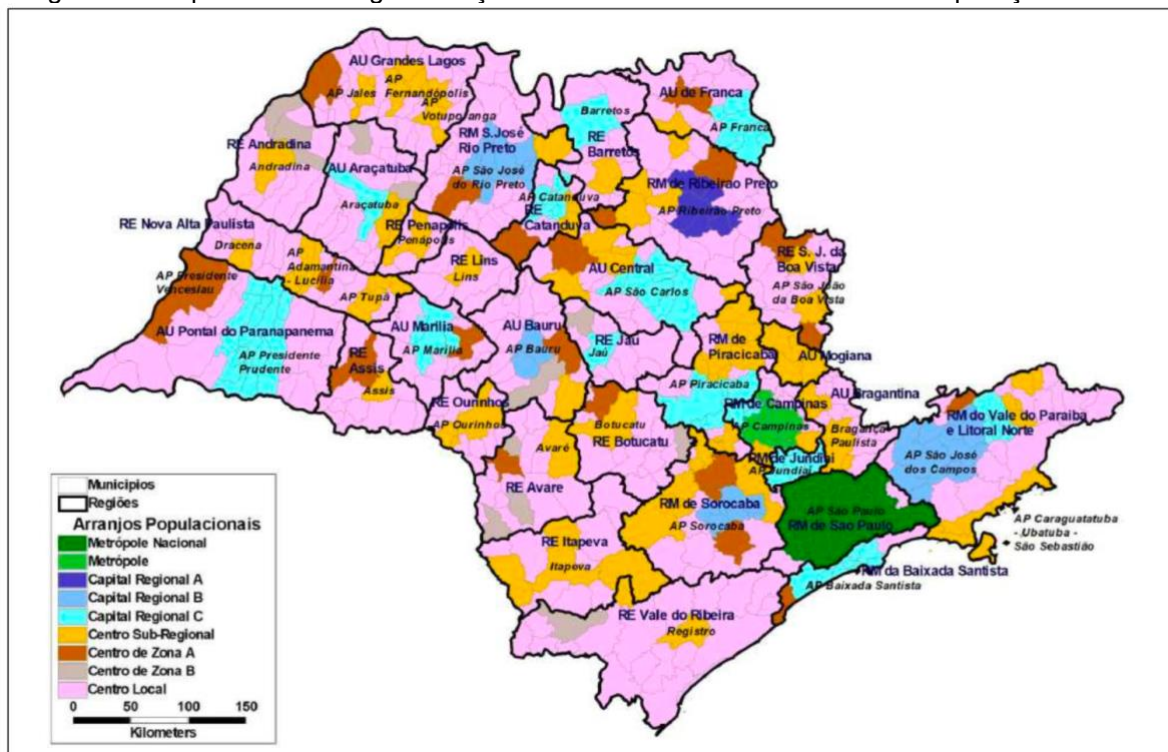 AU Grandes Lagos
AP Jales
AP
Fernandópolis
AP
Votuporanga
RE Andradina
Andradina
AU Araçatuba
Araçatuba
RM S.José
Rio Preto
AP São José
do Rio Preto
Barretos
RE
Barretos
AU de Franca
AP Franca
RM de Ribeirão Preto
AP Ribeirão Preto
AP Catanduva
RE
Catanduva
RE Nova Alta Paulista
Dracena
AP
Adamantina
- Lucília
RE Penapolis
Penápolis
RE Lins
Lins
AU Central
AP São Carlos
RE S. J. da
Boa Vista
AP São João
da Boa Vista
AP Presidente
Venceslau
AP Tupã
AU Pontal do Paranapanema
AP Presidente
Prudente
AU Marilia
AP Marília
RE
Assis
Assis
AU Bauru
AP Bauru
RE Jau
Jaú
RM de
Piracicaba
AP Piracicaba
AU Mogiana
RE Ourinhos
AP Ourinhos
Avaré
Botucatu
RE Botucatu
RM de Campinas
AP Campinas
AU Bragantina
Bragança
Paulista
RM de Jundiai
AP Jundiaí
RM do Vale do Paraiba
e Litoral Norte
AP São José
dos Campos
RE Avare
RM de Sorocaba
AP Sorocaba
AP São Paulo
RM de Sao Paulo
AP Caraguatatuba
- Ubatuba -
São Sebastião
RE Itapeva
Itapeva
RM da Baixada Santista
AP Baixada Santista
RE Vale do Ribeira
Registro
Municipios
Regiões
Arranjos Populacionais
Metrópole Nacional
Metrópole
Capital Regional A
Capital Regional B
Capital Regional C
Centro Sub-Regional
Centro de Zona A
Centro de Zona B
Centro Local
0 50 100 150
Kilometers